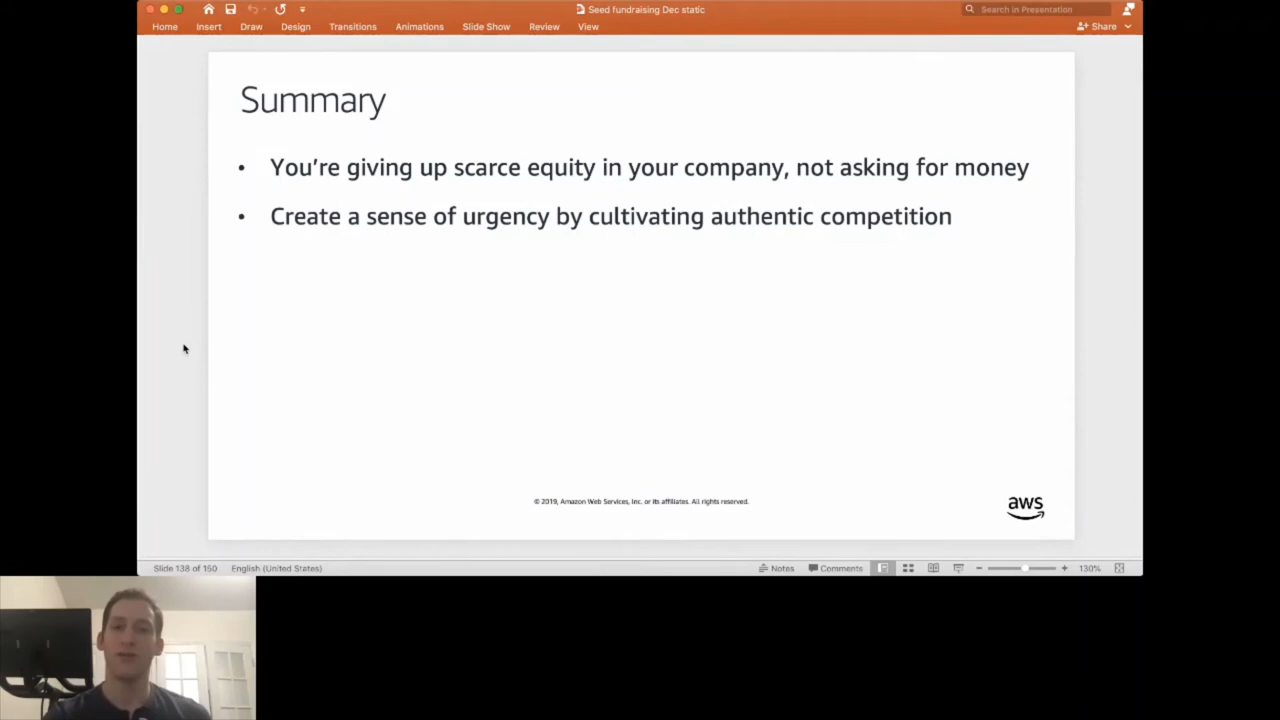 Seed fundraising Dec static
Search in Presentation
Home Insert Draw Design Transitions Animations Slide Show Review View Share
Summary
• You're giving up scarce equity in your company, not asking for money
• Create a sense of urgency by cultivating authentic competition
© 2019, Amazon Web Services, Inc. or its affiliates. All rights reserved.
aws
Slide 138 of 150 English (United States) Notes Comments 130%